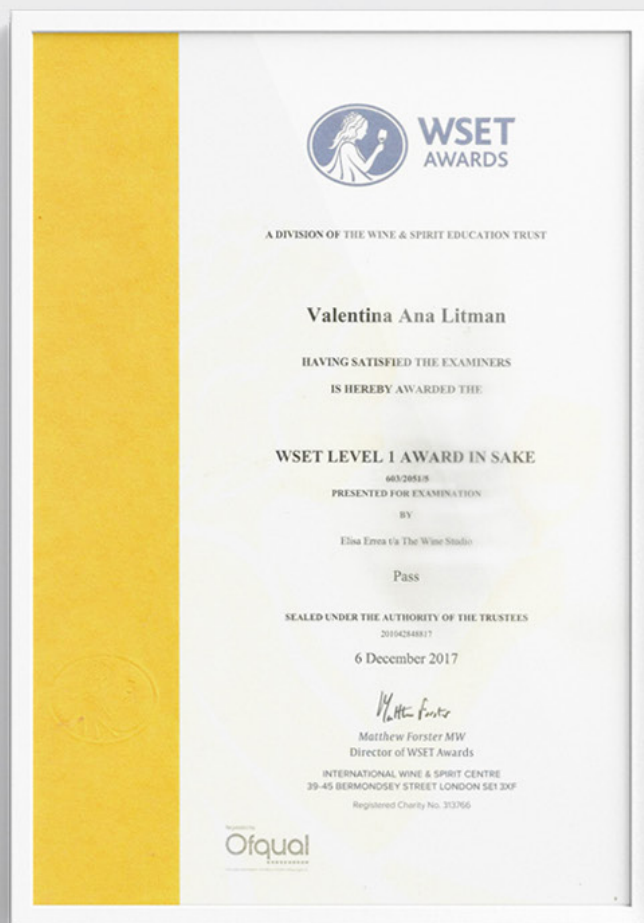 WSET
AWARDS
A DIVISION OF THE WINE & SPIRIT EDUCATION TRUST
Valentina Ana Litman
HAVING SATISFIED THE EXAMINERS
IS HEREBY AWARDED THE
WSET LEVEL 1 AWARD IN SAKE
603/2051/5
PRESENTED FOR EXAMINATION
BY
Elisa Errea t/a The Wine Studio
Pass
SEALED UNDER THE AUTHORITY OF THE TRUSTEES
201042848817
6 December 2017
Matthew Forster
Matthew Forster MW
Director of WSET Awards
INTERNATIONAL WINE & SPIRIT CENTRE
39-45 BERMONDSEY STREET LONDON SE1 3XF
Registered Charity No. 313766
Ofqual